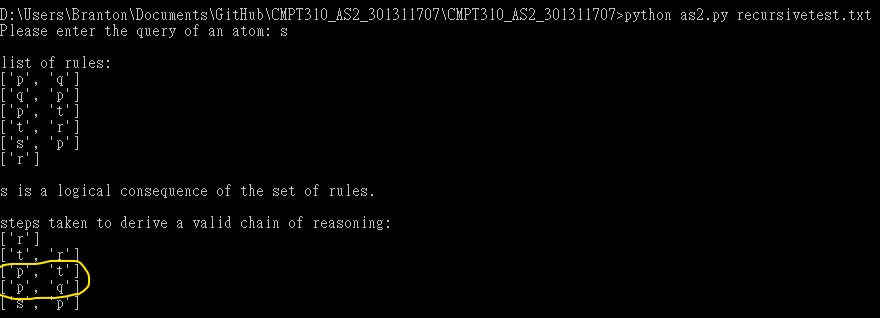 D:\Users\Branton\Documents\GitHub\CMPT310_AS2_301311707\CMPT310_AS2_301311707>python as2.py recursivetest.txt
Please enter the query of an atom: s
list of rules:
['p', 'q']
['q', 'p']
['p', 't']
['t', 'r']
['s', 'p']
['r']
s is a logical consequence of the set of rules.
steps taken to derive a valid chain of reasoning:
['r']
['t', 'r']
['p', 't']
['p', 'q']
['s', 'p']